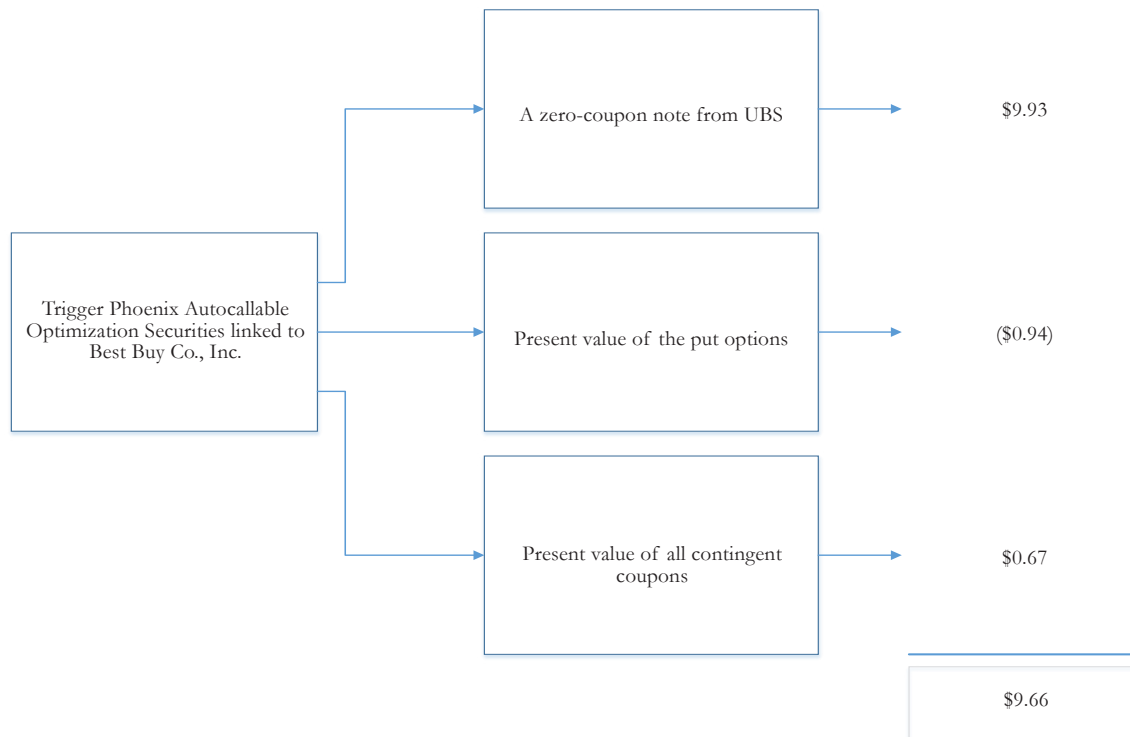 A zero-coupon note from UBS
$9.93
Trigger Phoenix Autocallable
Optimization Securities linked to
Best Buy Co., Inc.
Present value of the put options
($0.94)
Present value of all contingent
coupons
$0.67
$9.66